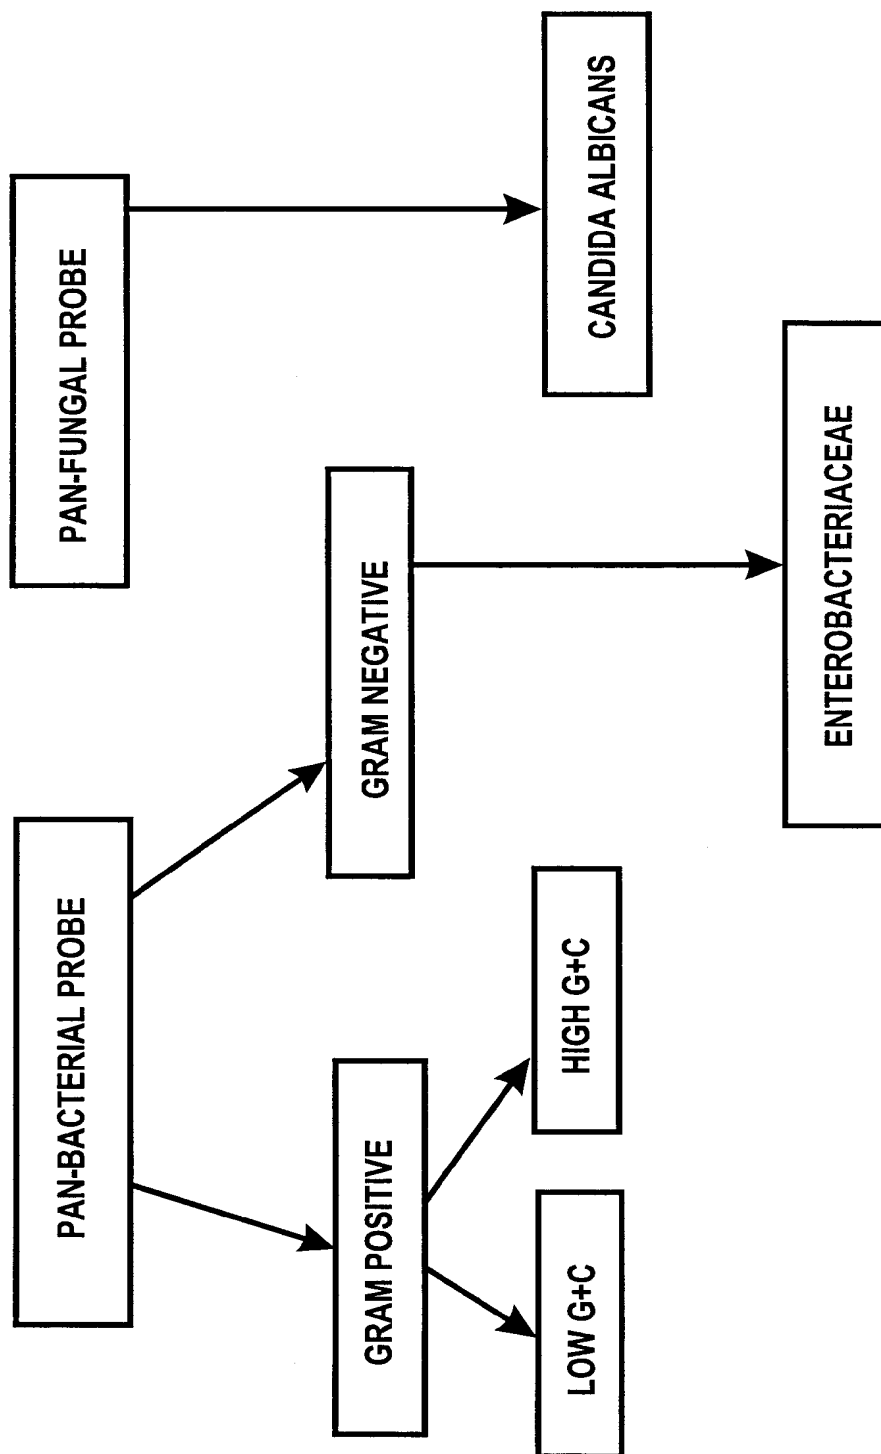 PAN-BACTERIAL PROBE
PAN-FUNGAL PROBE
GRAM POSITIVE
GRAM NEGATIVE
LOW G+C
HIGH G+C
CANDIDA ALBICANS
ENTEROBACTERIACEAE